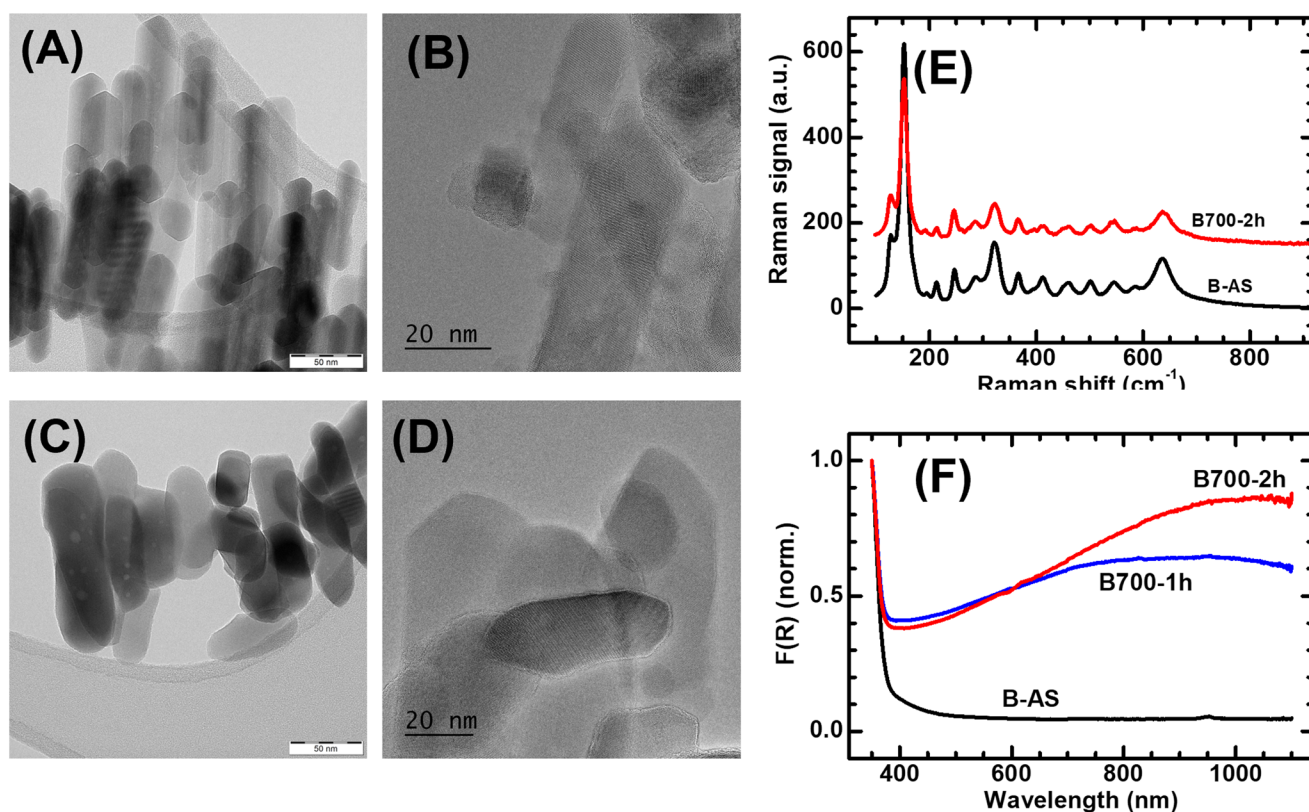 (A)
50 nm
(B)
20 nm
(C)
50 nm
(D)
20 nm
(E)
Raman signal (a.u.)
600
400
200
0
B700-2h
B-AS
200 400 600 800
Raman shift (cm⁻¹)
(F)
F(R) (norm.)
1.0
0.5
0.0
B700-2h
B700-1h
B-AS
400 600 800 1000
Wavelength (nm)